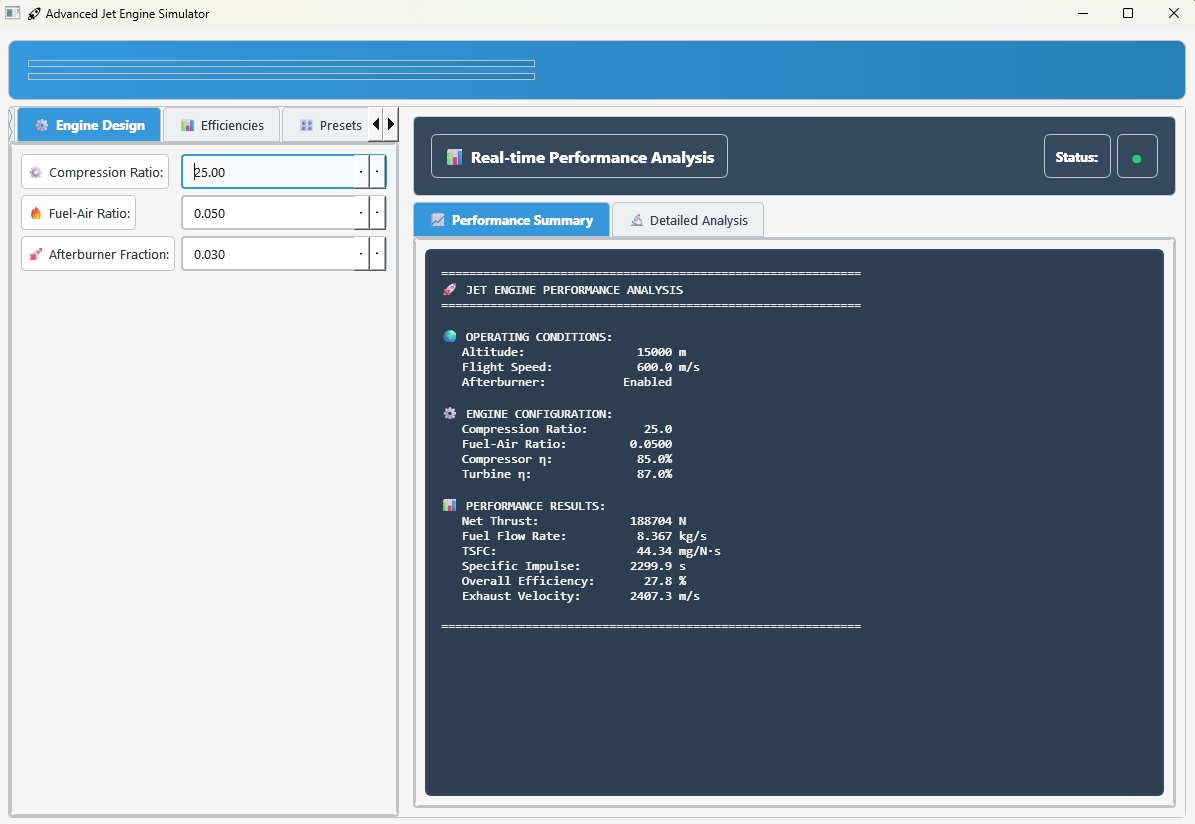 Advanced Jet Engine Simulator
Engine Design
Efficiencies
Presets
Compression Ratio: 25.00
Fuel-Air Ratio: 0.050
Afterburner Fraction: 0.030
Real-time Performance Analysis
Status:
Performance Summary
Detailed Analysis
============================================================
JET ENGINE PERFORMANCE ANALYSIS
============================================================
OPERATING CONDITIONS:
Altitude: 15000 m
Flight Speed: 600.0 m/s
Afterburner: Enabled
ENGINE CONFIGURATION:
Compression Ratio: 25.0
Fuel-Air Ratio: 0.0500
Compressor η: 85.0%
Turbine η: 87.0%
PERFORMANCE RESULTS:
Net Thrust: 188704 N
Fuel Flow Rate: 8.367 kg/s
TSFC: 44.34 mg/N·s
Specific Impulse: 2299.9 s
Overall Efficiency: 27.8 %
Exhaust Velocity: 2407.3 m/s
============================================================